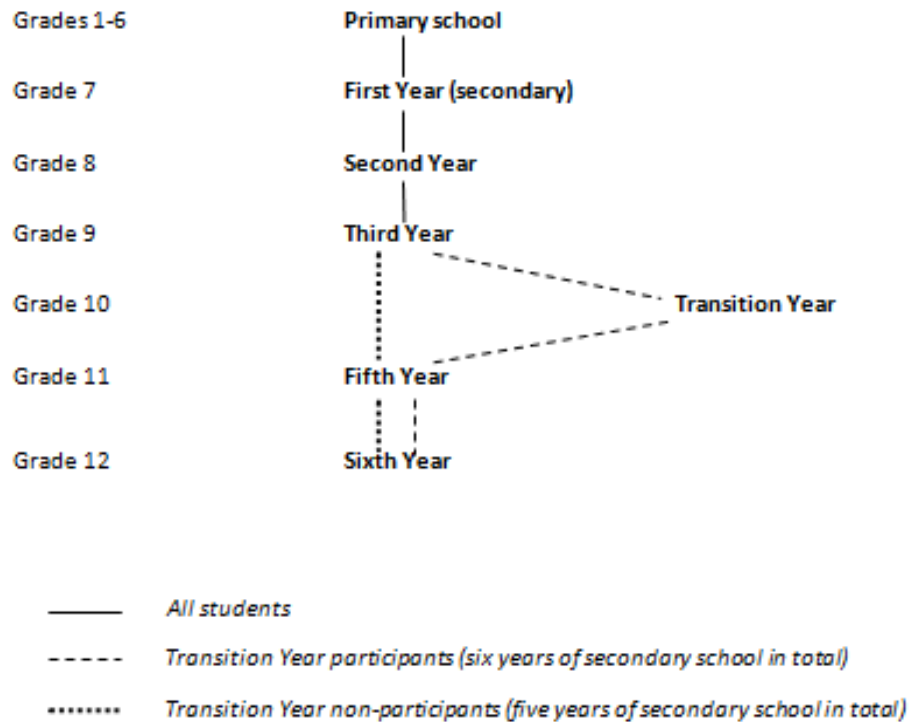 Grades 1-6 Primary school
Grade 7 First Year (secondary)
Grade 8 Second Year
Grade 9 Third Year
Grade 10 Transition Year
Grade 11 Fifth Year
Grade 12 Sixth Year
All students
Transition Year participants (six years of secondary school in total)
Transition Year non-participants (five years of secondary school in total)